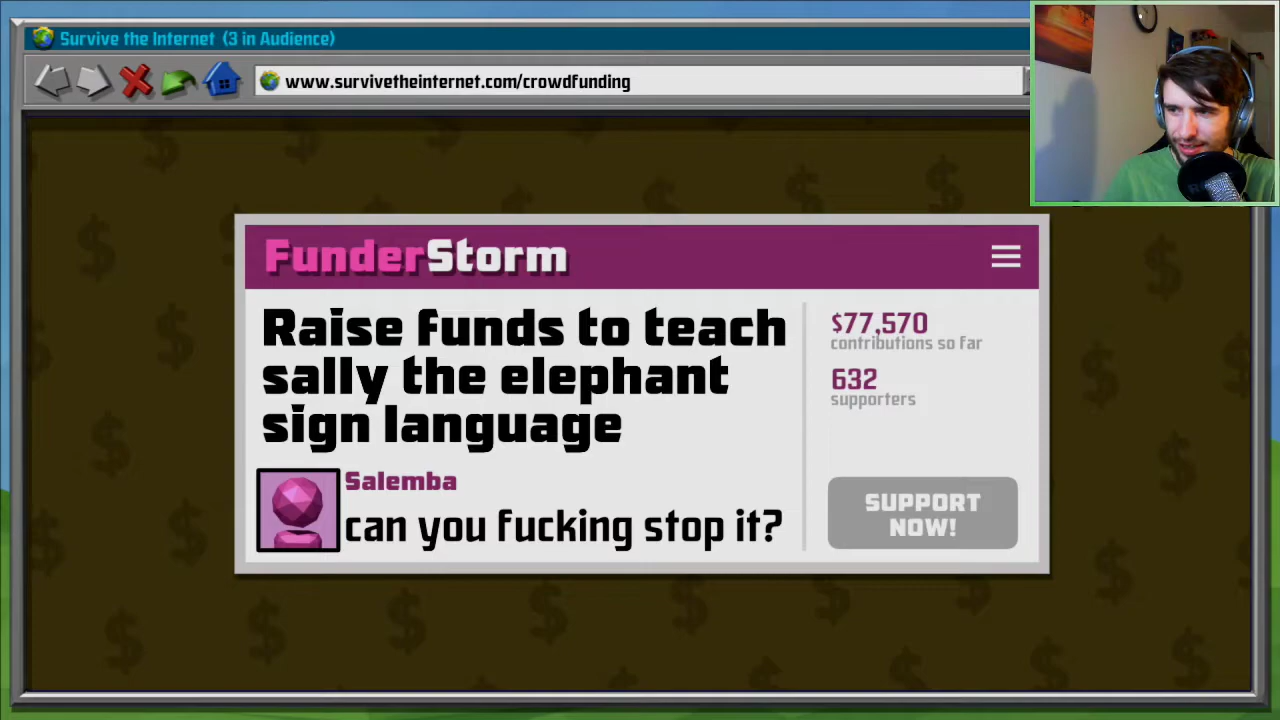 Survive the Internet (3 in Audience)
www.survivetheinternet.com/crowdfunding
FunderStorm
Raise funds to teach
sally the elephant
sign language
Salemba
can you fucking stop it?
$77,570
contributions so far
632
supporters
SUPPORT
NOW!